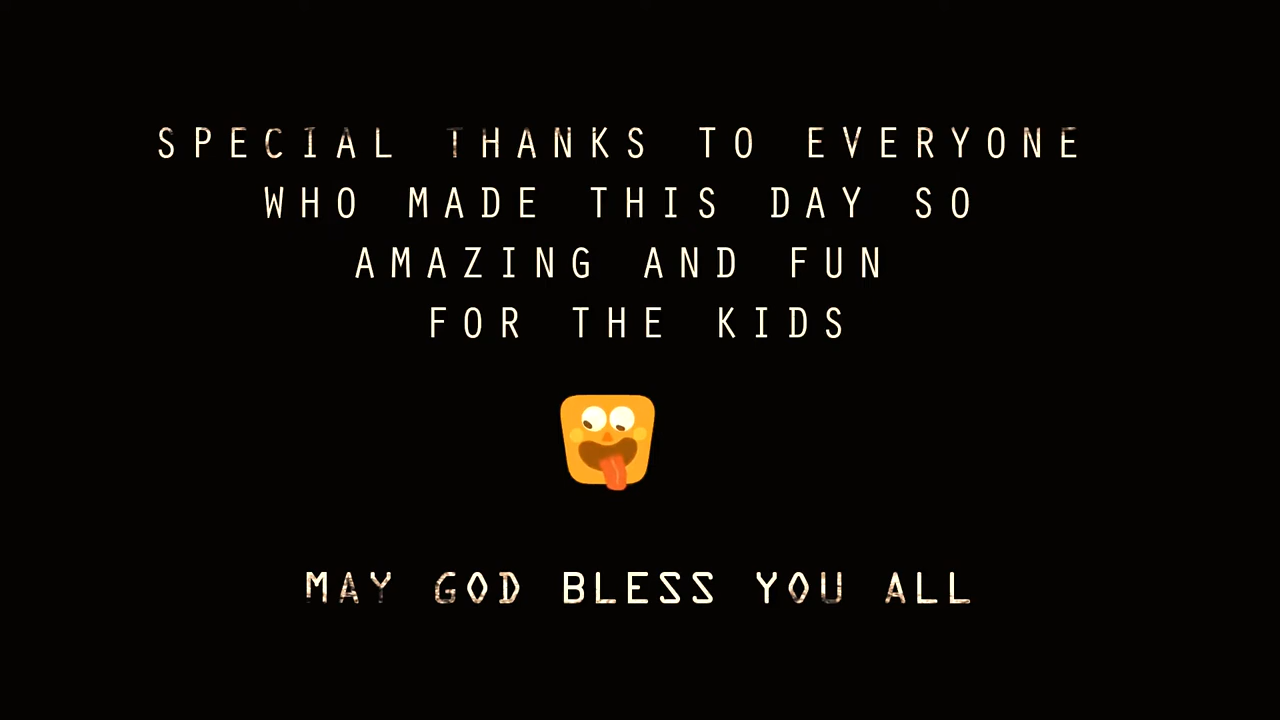 SPECIAL THANKS TO EVERYONE
WHO MADE THIS DAY SO
AMAZING AND FUN
FOR THE KIDS
MAY GOD BLESS YOU ALL